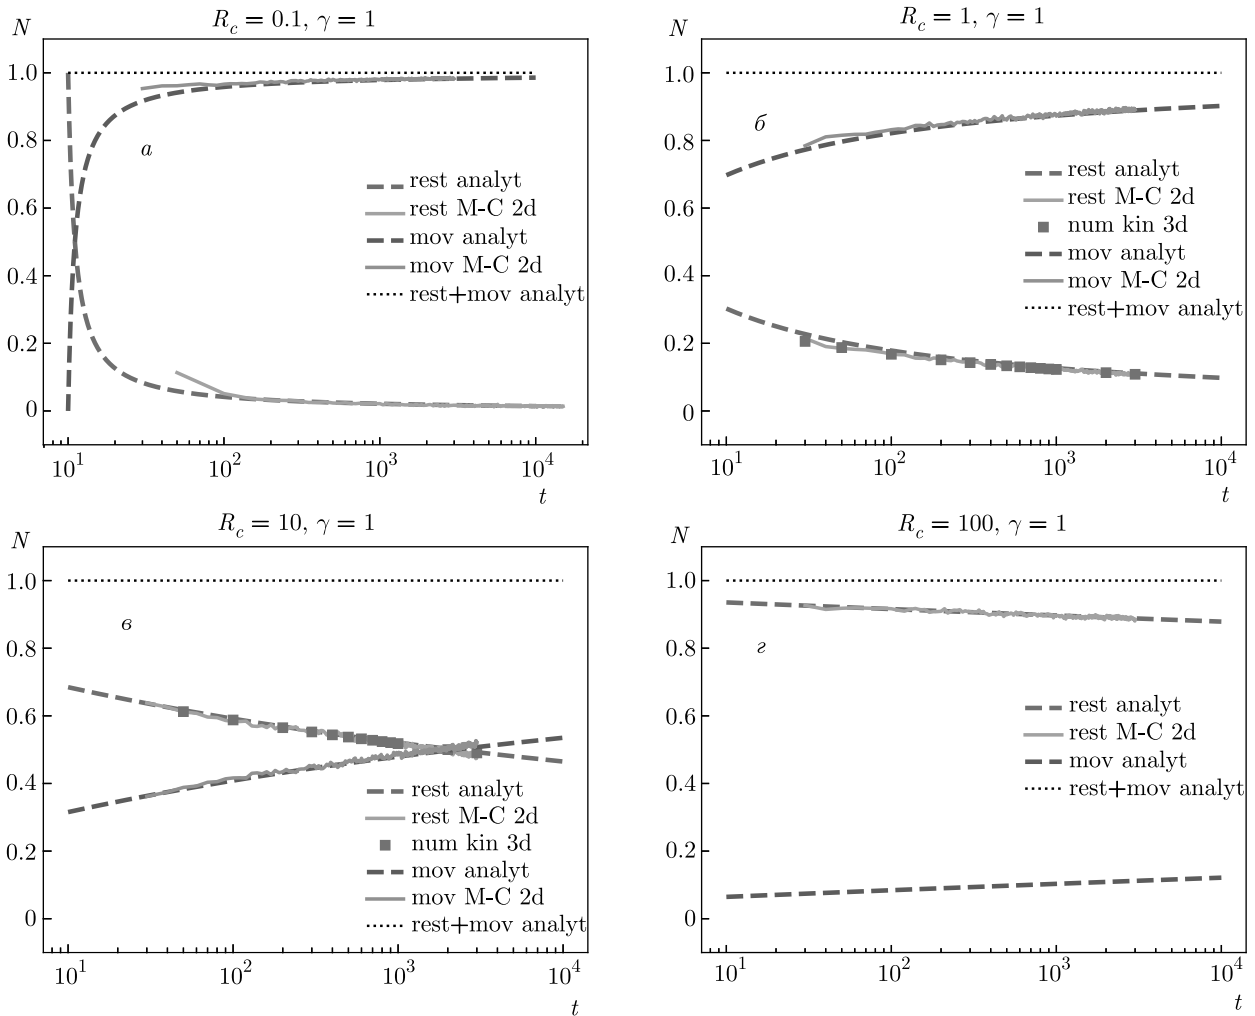 R_c = 0.1, γ = 1
N
1.0
0.8
0.6
0.4
0.2
0
а
rest analyt
rest M-C 2d
mov analyt
mov M-C 2d
rest+mov analyt
10^1
10^2
10^3
10^4
t
R_c = 1, γ = 1
N
1.0
0.8
0.6
0.4
0.2
0
б
rest analyt
rest M-C 2d
num kin 3d
mov analyt
mov M-C 2d
rest+mov analyt
10^1
10^2
10^3
10^4
t
R_c = 10, γ = 1
N
1.0
0.8
0.6
0.4
0.2
0
в
rest analyt
rest M-C 2d
num kin 3d
mov analyt
mov M-C 2d
rest+mov analyt
10^1
10^2
10^3
10^4
t
R_c = 100, γ = 1
N
1.0
0.8
0.6
0.4
0.2
0
г
rest analyt
rest M-C 2d
mov analyt
rest+mov analyt
10^1
10^2
10^3
10^4
t